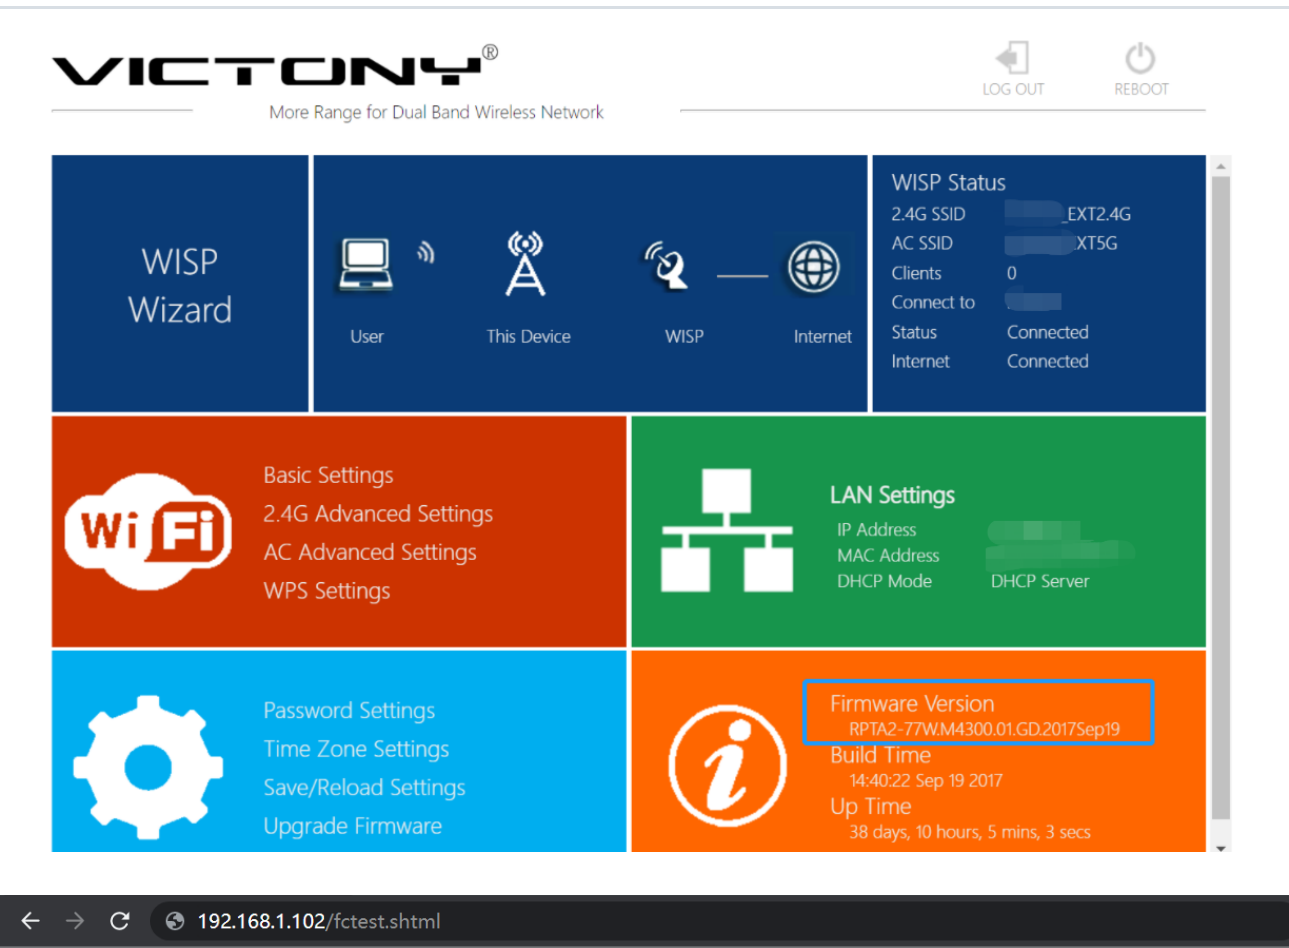 VICTONY®
More Range for Dual Band Wireless Network
LOG OUT
REBOOT
WISP
Wizard
User
This Device
WISP
Internet
WISP Status
2.4G SSID _EXT2.4G
AC SSID XT5G
Clients 0
Connect to
Status Connected
Internet Connected
WiFi
Basic Settings
2.4G Advanced Settings
AC Advanced Settings
WPS Settings
LAN Settings
IP Address
MAC Address
DHCP Mode DHCP Server
Password Settings
Time Zone Settings
Save/Reload Settings
Upgrade Firmware
i
Firmware Version
RPTA2-77W.M4300.01.GD.2017Sep19
Build Time
14:40:22 Sep 19 2017
Up Time
38 days, 10 hours, 5 mins, 3 secs
192.168.1.102/fctest.shtml